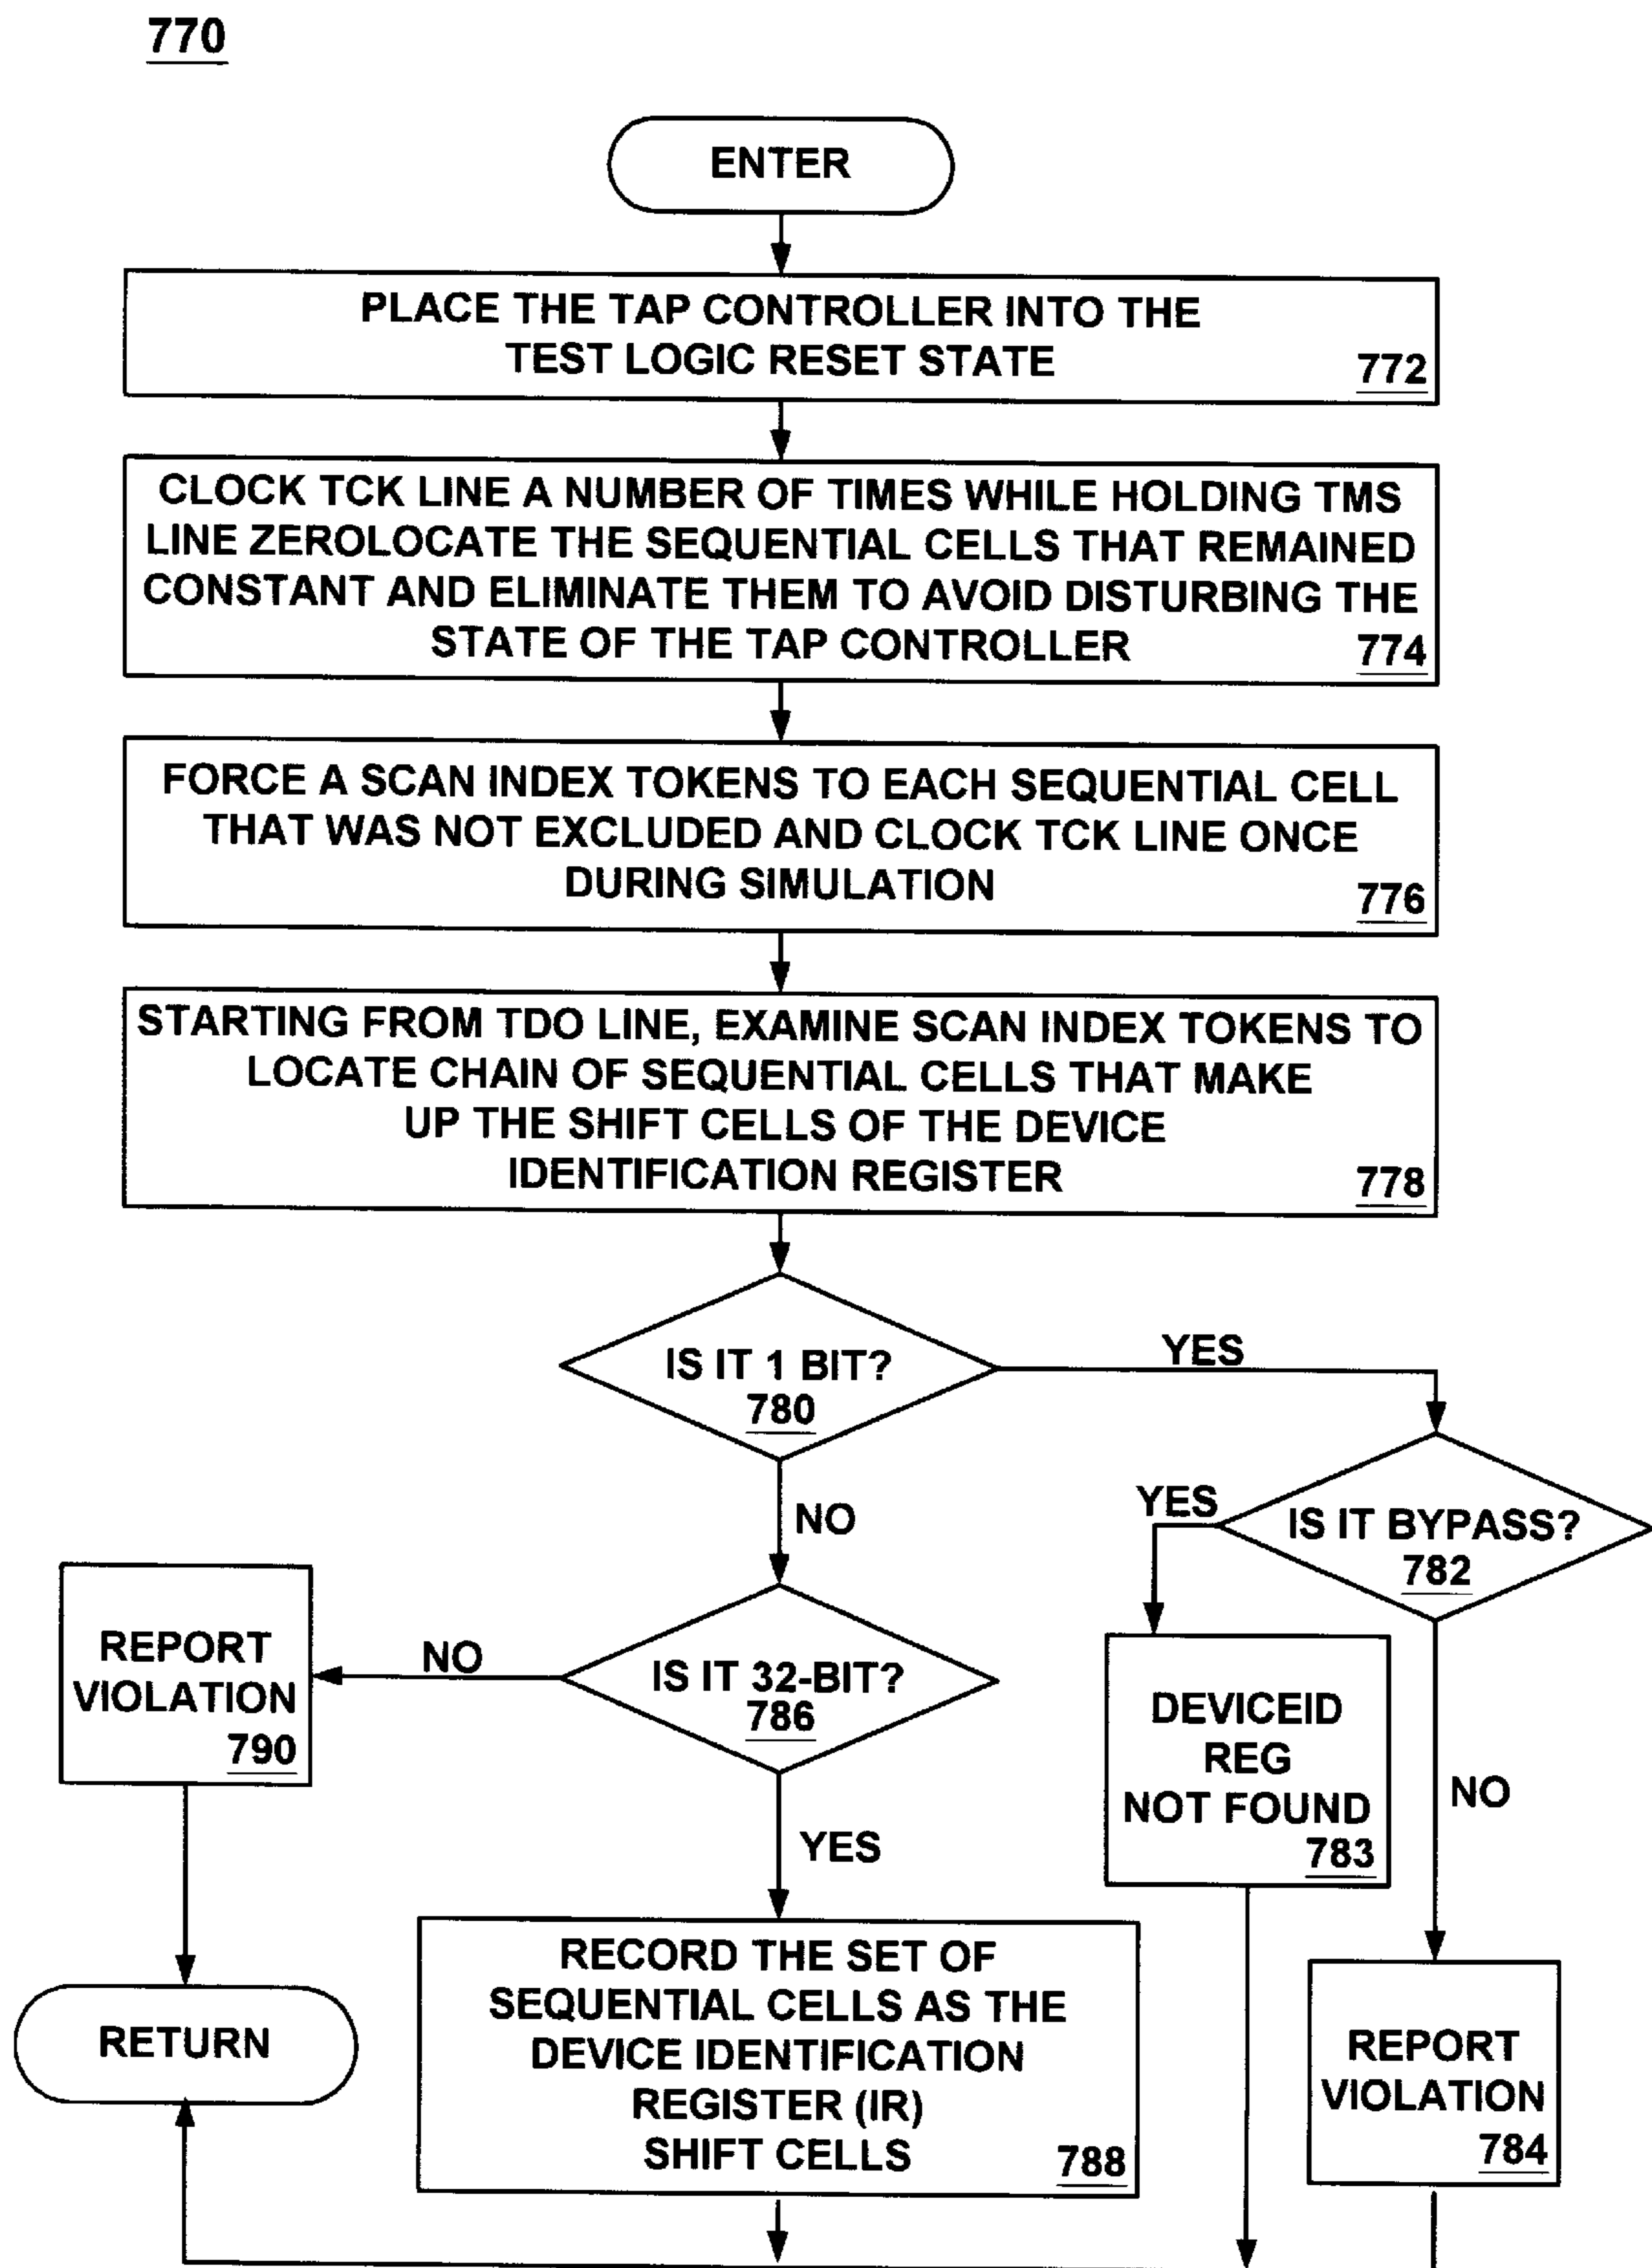 770
ENTER
PLACE THE TAP CONTROLLER INTO THE
TEST LOGIC RESET STATE
772
CLOCK TCK LINE A NUMBER OF TIMES WHILE HOLDING TMS
LINE ZEROLOCATE THE SEQUENTIAL CELLS THAT REMAINED
CONSTANT AND ELIMINATE THEM TO AVOID DISTURBING THE
STATE OF THE TAP CONTROLLER
774
FORCE A SCAN INDEX TOKENS TO EACH SEQUENTIAL CELL
THAT WAS NOT EXCLUDED AND CLOCK TCK LINE ONCE
DURING SIMULATION
776
STARTING FROM TDO LINE, EXAMINE SCAN INDEX TOKENS TO
LOCATE CHAIN OF SEQUENTIAL CELLS THAT MAKE
UP THE SHIFT CELLS OF THE DEVICE
IDENTIFICATION REGISTER
778
IS IT 1 BIT?
780
YES
NO
YES
IS IT BYPASS?
782
REPORT
VIOLATION
790
NO
IS IT 32-BIT?
786
DEVICEID
REG
NOT FOUND
783
NO
YES
RETURN
RECORD THE SET OF
SEQUENTIAL CELLS AS THE
DEVICE IDENTIFICATION
REGISTER (IR)
SHIFT CELLS
788
REPORT
VIOLATION
784